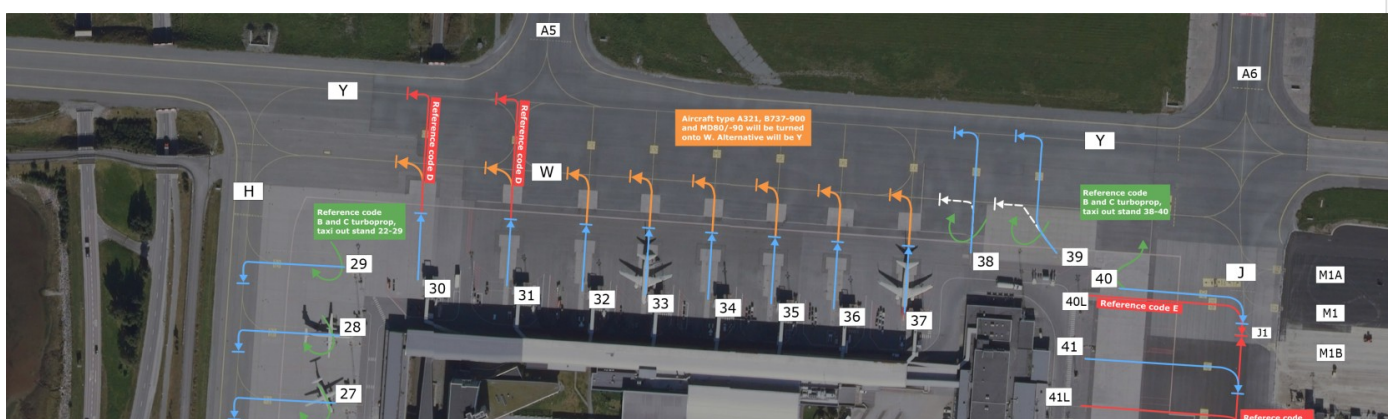 A5
A6
Y
Reference code D
Reference code D
Aircraft type A321, B737-900
and MD80/-90 will be turned
onto W. Alternative will be Y
Y
H
W
Reference code
B and C turboprop,
taxi out stand 22-29
Reference code
B and C turboprop,
taxi out stand 38-40
29
30
31
32
33
34
35
36
37
38
39
40
J
M1A
40L
Reference code E
M1
28
J1
41
M1B
27
41L
Reference code